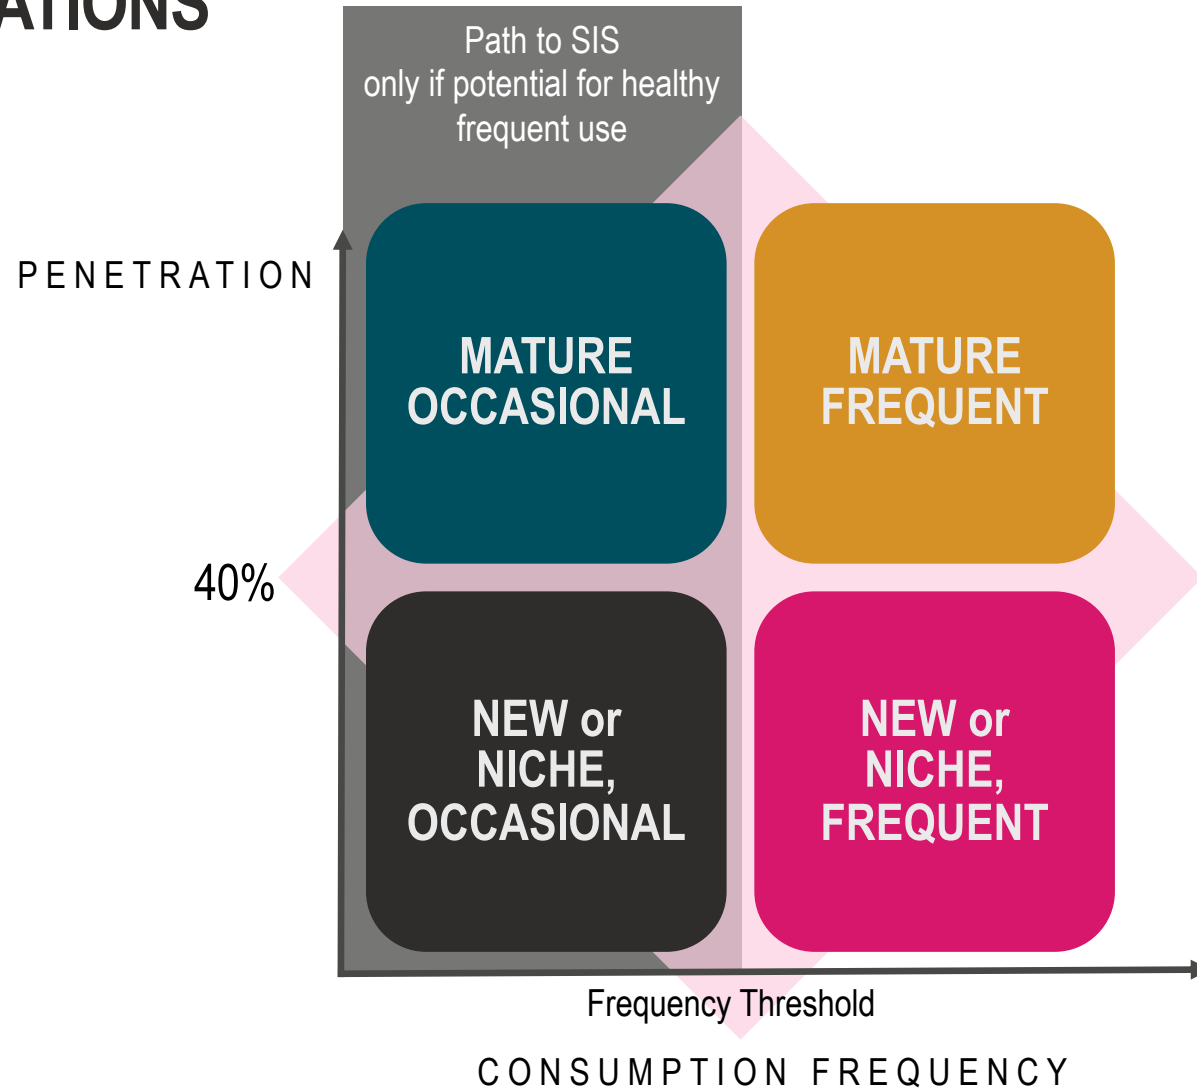 Path to SIS
only if potential for healthy
frequent use
PENETRATION
MATURE
OCCASIONAL
MATURE
FREQUENT
40%
NEW or
NICHE,
OCCASIONAL
NEW or
NICHE,
FREQUENT
Frequency Threshold
CONSUMPTION FREQUENCY